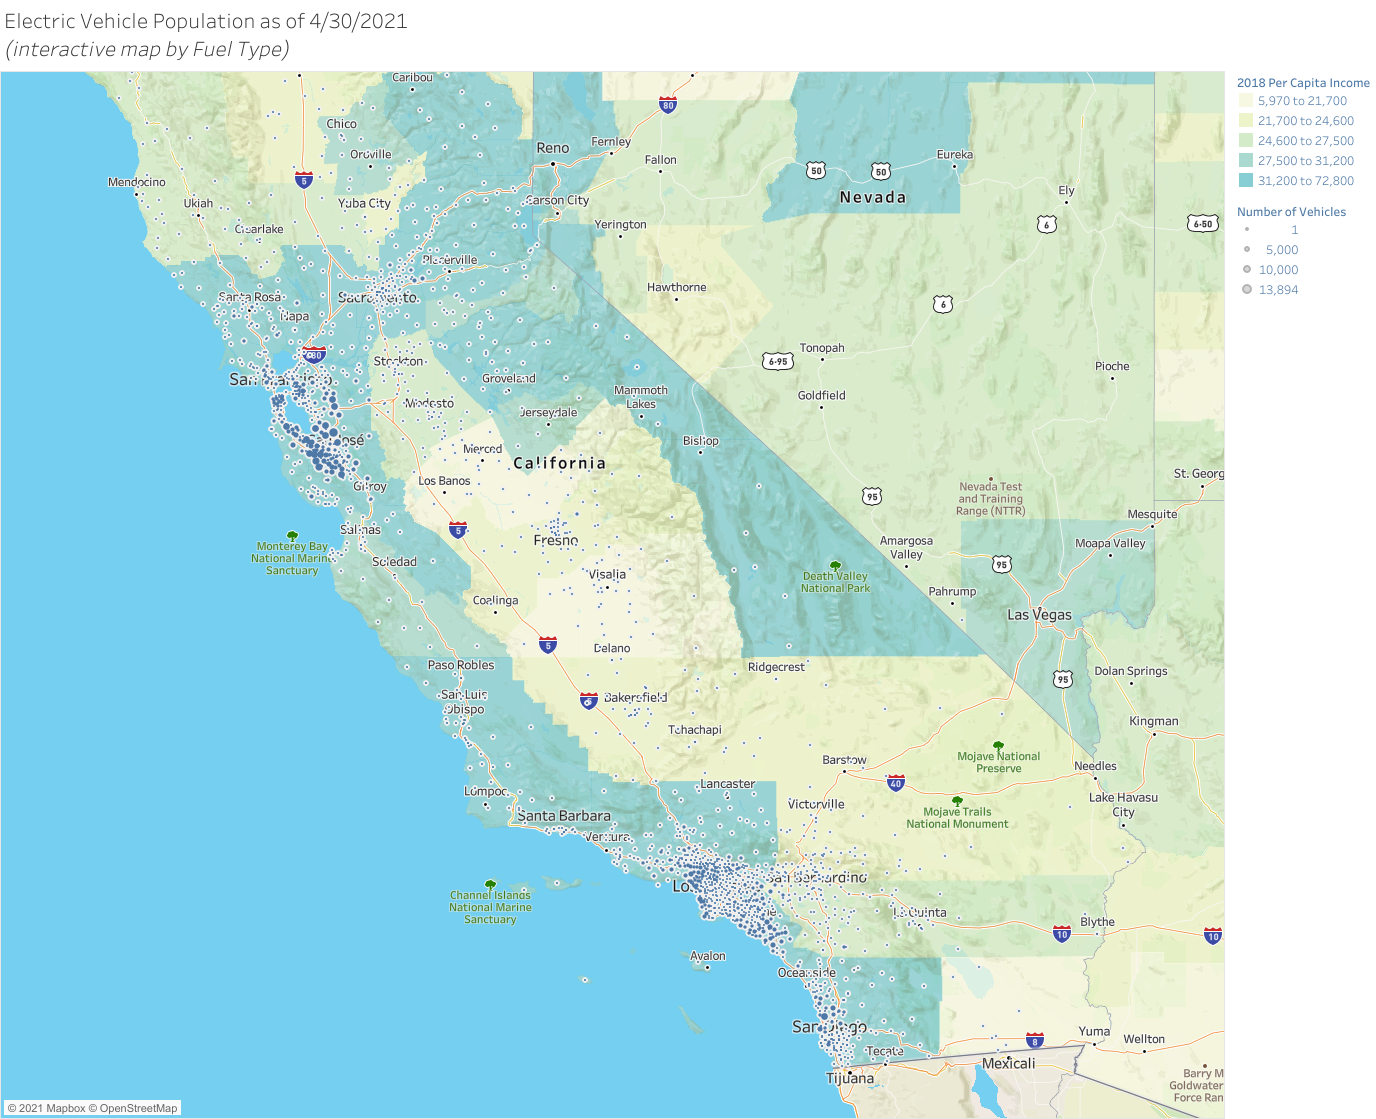 Electric Vehicle Population as of 4/30/2021
(interactive map by Fuel Type)
2018 Per Capita Income
5,970 to 21,700
21,700 to 24,600
24,600 to 27,500
27,500 to 31,200
31,200 to 72,800
Number of Vehicles
1
5,000
10,000
13,894
Caribou
80
Chico
Oroville
Reno
Fernley
Fallon
50
50
Eureka
5
Mendocino
Ukiah
Yuba City
Carson City
Nevada
Ely
Clearlake
Yerington
6
6-50
Placerville
Santa Rosa
Sacramento
Hawthorne
6
Napa
80
Stockton
Tonopah
6-95
Pioche
San Francisco
Groveland
Mammoth
Lakes
Goldfield
Modesto
Jerseydale
San José
Merced
California
Bishop
Gilroy
Los Banos
95
Nevada Test
and Training
Range (NTTR)
St. Georg
Salinas
5
Fresno
Mesquite
Monterey Bay
National Marine
Sanctuary
Soledad
Amargosa
Valley
Moapa Valley
95
Visalia
Death Valley
National Park
Pahrump
Coalinga
Las Vegas
5
Delano
Paso Robles
Ridgecrest
95
Dolan Springs
San Luis
Obispo
Bakersfield
Tehachapi
Kingman
Barstow
Mojave National
Preserve
Needles
Lompoc
Lancaster
40
Victorville
Mojave Trails
National Monument
Lake Havasu
City
Santa Barbara
Ventura
San Bernardino
Channel Islands
National Marine
Sanctuary
La Quinta
Blythe
10
10
Avalon
Oceanside
San Diego
8
Yuma
Wellton
Tecate
Mexicali
Tijuana
Barry M
Goldwater
Force Ran
© 2021 Mapbox © OpenStreetMap